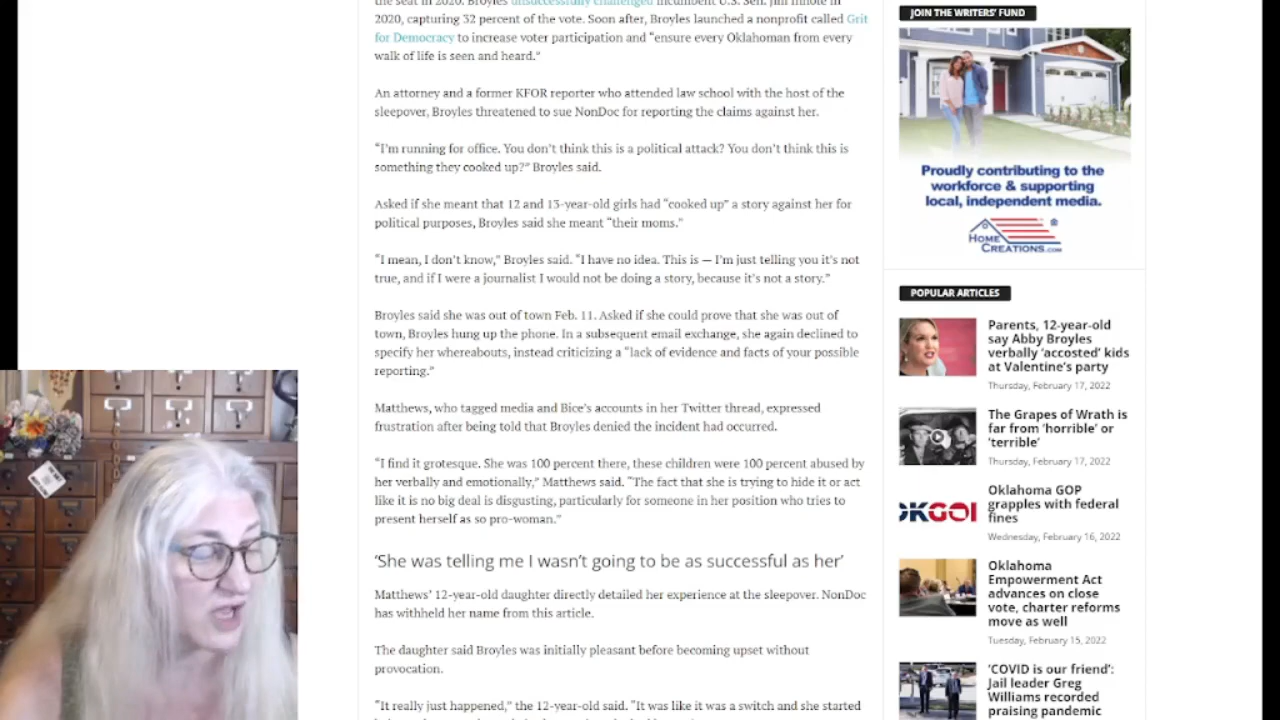 the seat in 2020. Broyles unsuccessfully challenged incumbent U.S. Sen. Jim Inhofe in
2020, capturing 32 percent of the vote. Soon after, Broyles launched a nonprofit called Grit
for Democracy to increase voter participation and “ensure every Oklahoman from every
walk of life is seen and heard.”
An attorney and a former KFOR reporter who attended law school with the host of the
sleepover, Broyles threatened to sue NonDoc for reporting the claims against her.
“I’m running for office. You don’t think this is a political attack? You don’t think this is
something they cooked up?” Broyles said.
Asked if she meant that 12 and 13-year-old girls had “cooked up” a story against her for
political purposes, Broyles said she meant “their moms.”
“I mean, I don’t know,” Broyles said. “I have no idea. This is — I’m just telling you it’s not
true, and if I were a journalist I would not be doing a story, because it’s not a story.”
Broyles said she was out of town Feb. 11. Asked if she could prove that she was out of
town, Broyles hung up the phone. In a subsequent email exchange, she again declined to
specify her whereabouts, instead criticizing a “lack of evidence and facts of your possible
reporting.”
Matthews, who tagged media and Bice’s accounts in her Twitter thread, expressed
frustration after being told that Broyles denied the incident had occurred.
“I find it grotesque. She was 100 percent there, these children were 100 percent abused by
her verbally and emotionally,” Matthews said. “The fact that she is trying to hide it or act
like it is no big deal is disgusting, particularly for someone in her position who tries to
present herself as so pro-woman.”
‘She was telling me I wasn’t going to be as successful as her’
Matthews’ 12-year-old daughter directly detailed her experience at the sleepover. NonDoc
has withheld her name from this article.
The daughter said Broyles was initially pleasant before becoming upset without
provocation.
“It really just happened,” the 12-year-old said. “It was like it was a switch and she started
JOIN THE WRITERS’ FUND
Proudly contributing to the
workforce & supporting
local, independent media.
HOME
CREATIONS.COM
POPULAR ARTICLES
Parents, 12-year-old
say Abby Broyles
verbally ‘accosted’ kids
at Valentine’s party
Thursday, February 17, 2022
The Grapes of Wrath is
far from ‘horrible’ or
‘terrible’
Thursday, February 17, 2022
OKGOP
Oklahoma GOP
grapples with federal
fines
Wednesday, February 16, 2022
Oklahoma
Empowerment Act
advances on close
vote, charter reforms
move as well
Tuesday, February 15, 2022
‘COVID is our friend’:
Jail leader Greg
Williams recorded
praising pandemic